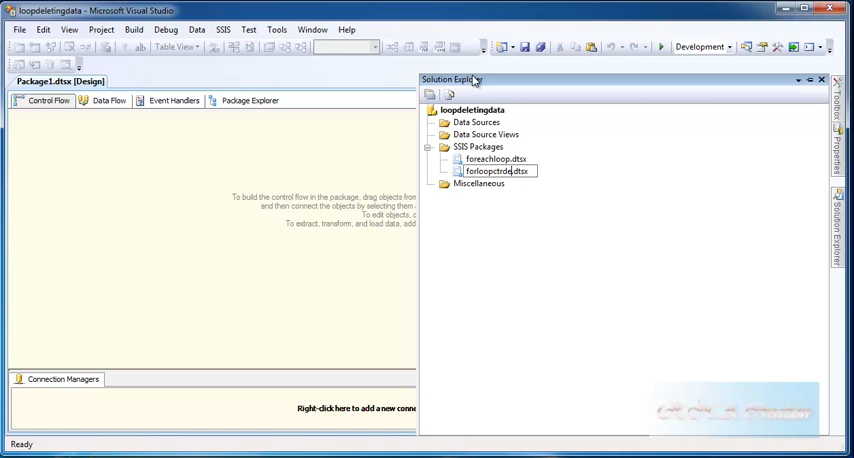 loopdeletingdata - Microsoft Visual Studio
File Edit View Project Build Debug Data SSIS Test Tools Window Help
Table View
Development
Package1.dtsx [Design]
Control Flow Data Flow Event Handlers Package Explorer
To build the control flow in the package, drag objects from
and then connect the objects by selecting them a
To edit objects, c
To extract, transform, and load data, add
Connection Managers
Right-click here to add a new conne
Solution Explorer
loopdeletingdata
Data Sources
Data Source Views
SSIS Packages
foreachloop.dtsx
forloopctrde.dtsx
Miscellaneous
Toolbox
Properties
Solution Explorer
Ready